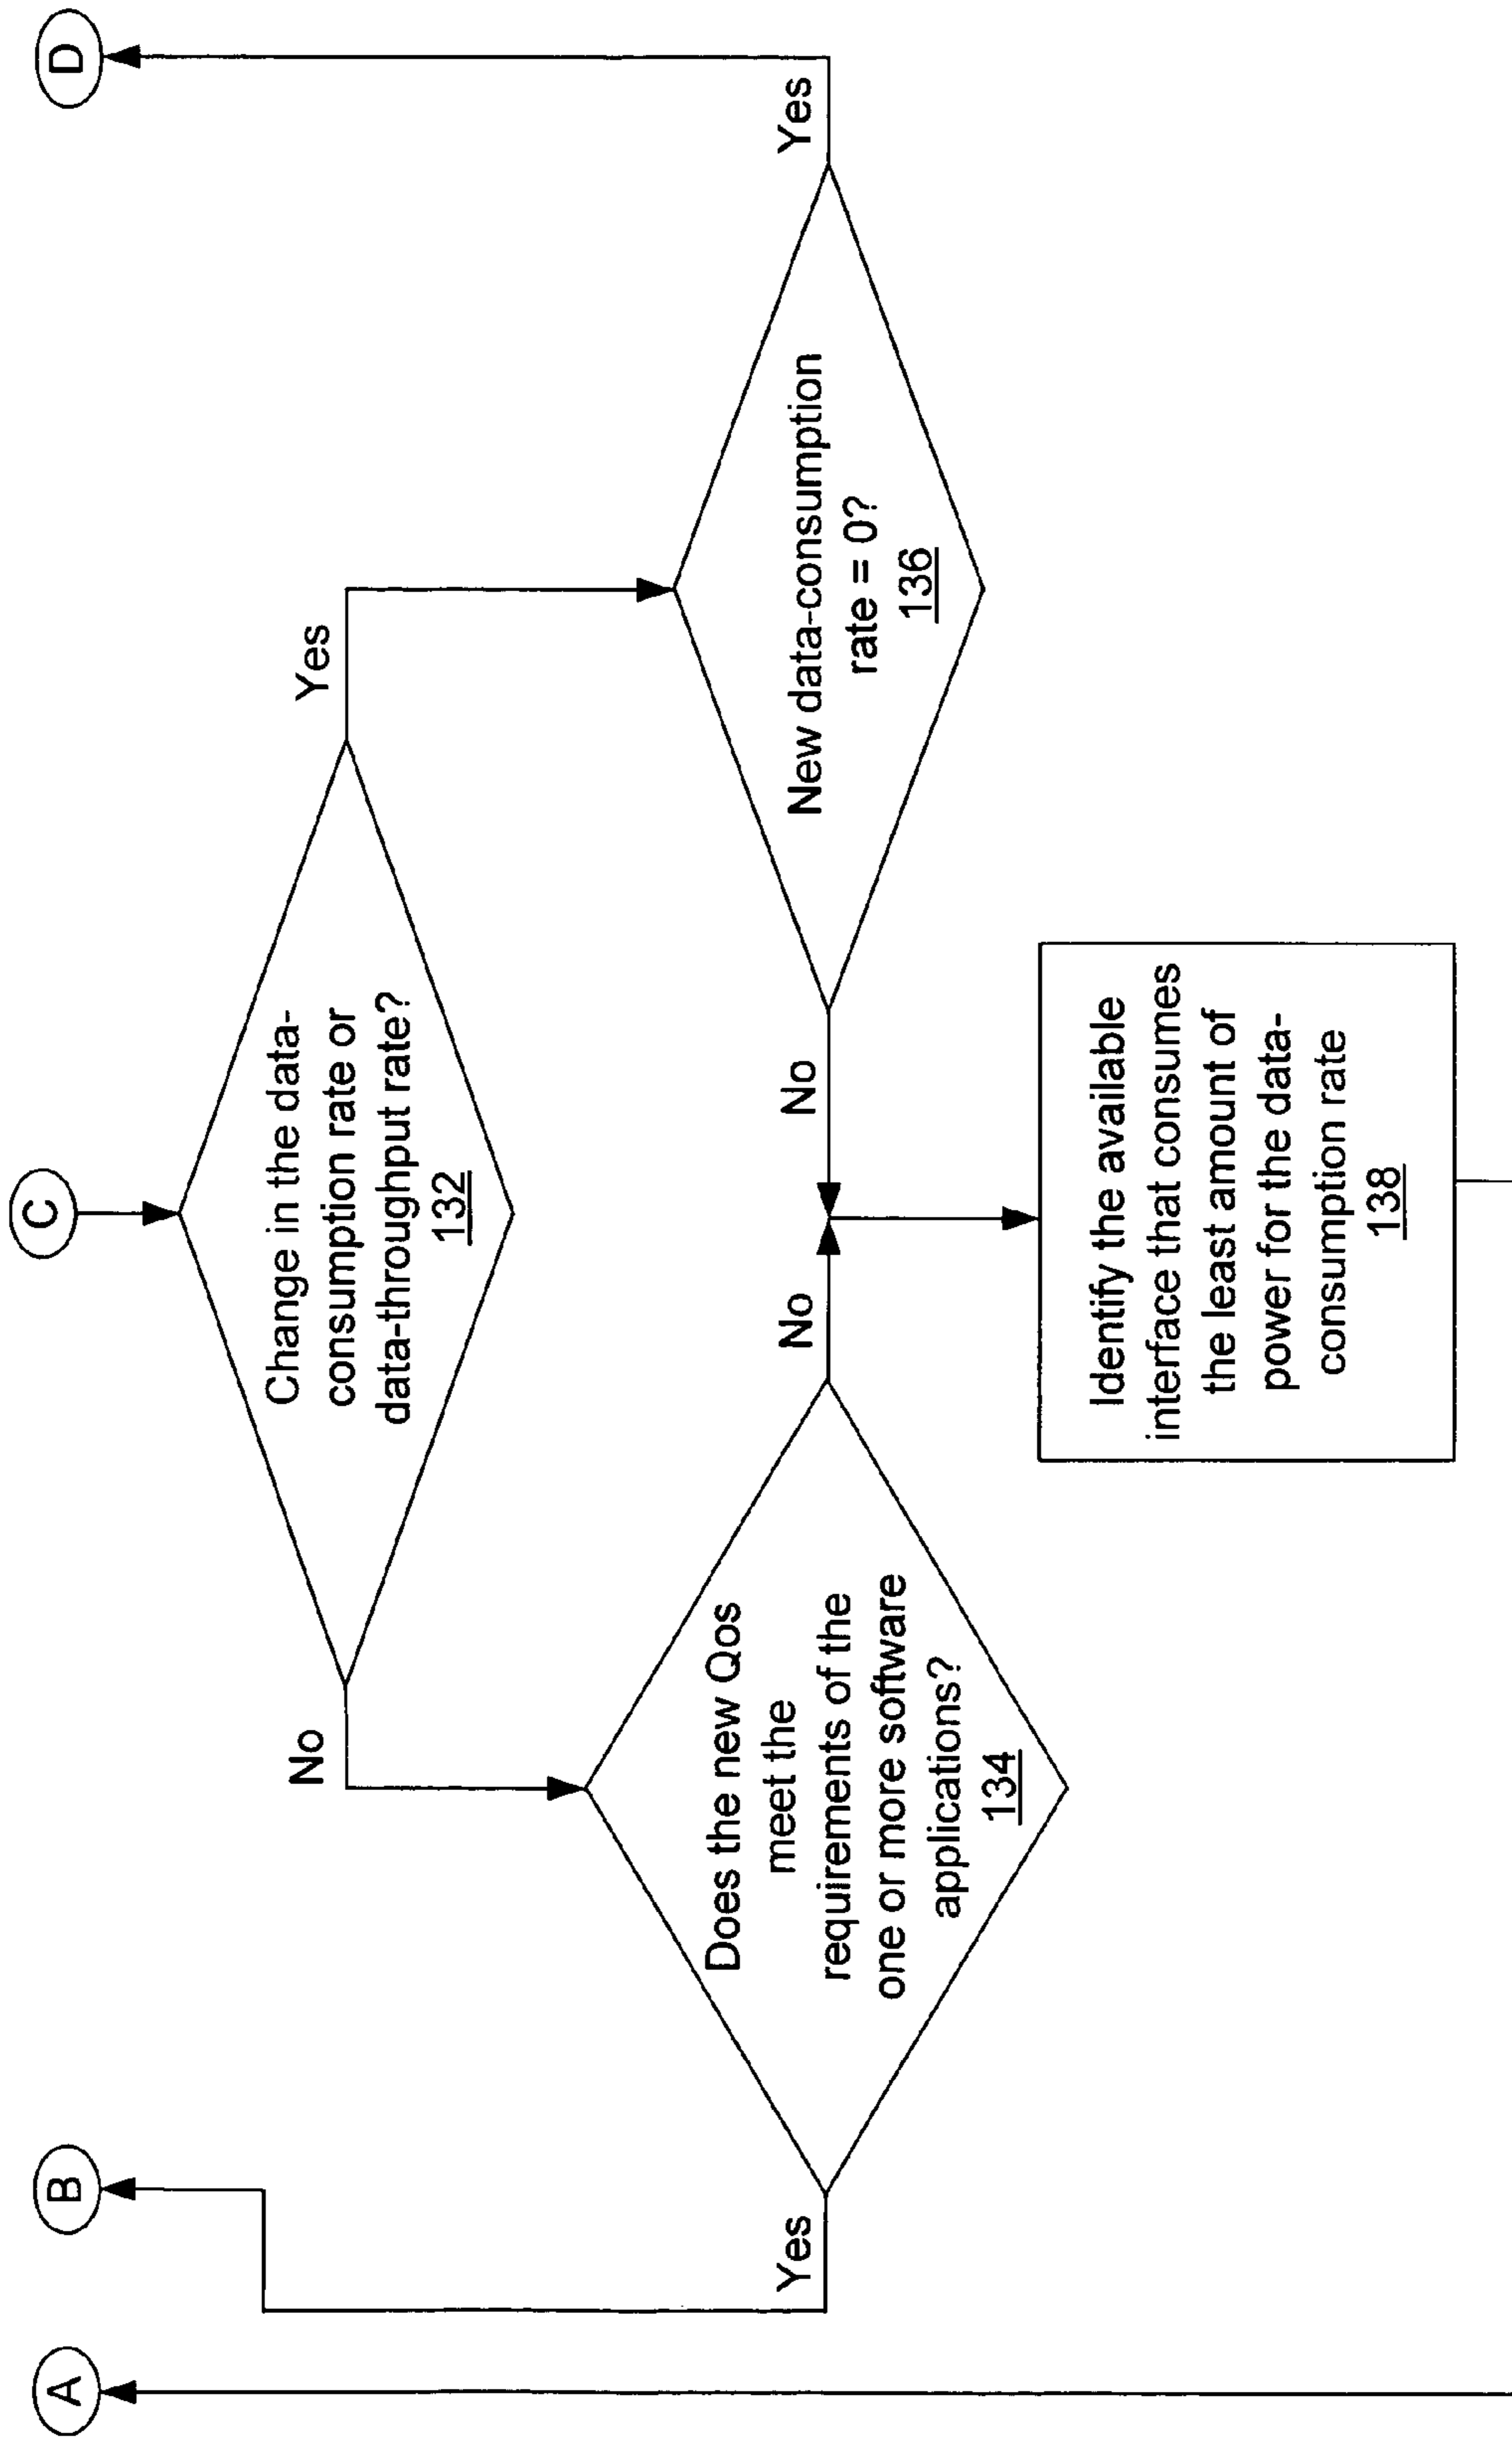 A
B
C
D
Change in the data-
consumption rate or
data-throughput rate?
132
No
Yes
Does the new Qos
meet the
requirements of the
one or more software
applications?
134
Yes
No
New data-consumption
rate = 0?
136
No
Yes
Identify the available
interface that consumes
the least amount of
power for the data-
consumption rate
138